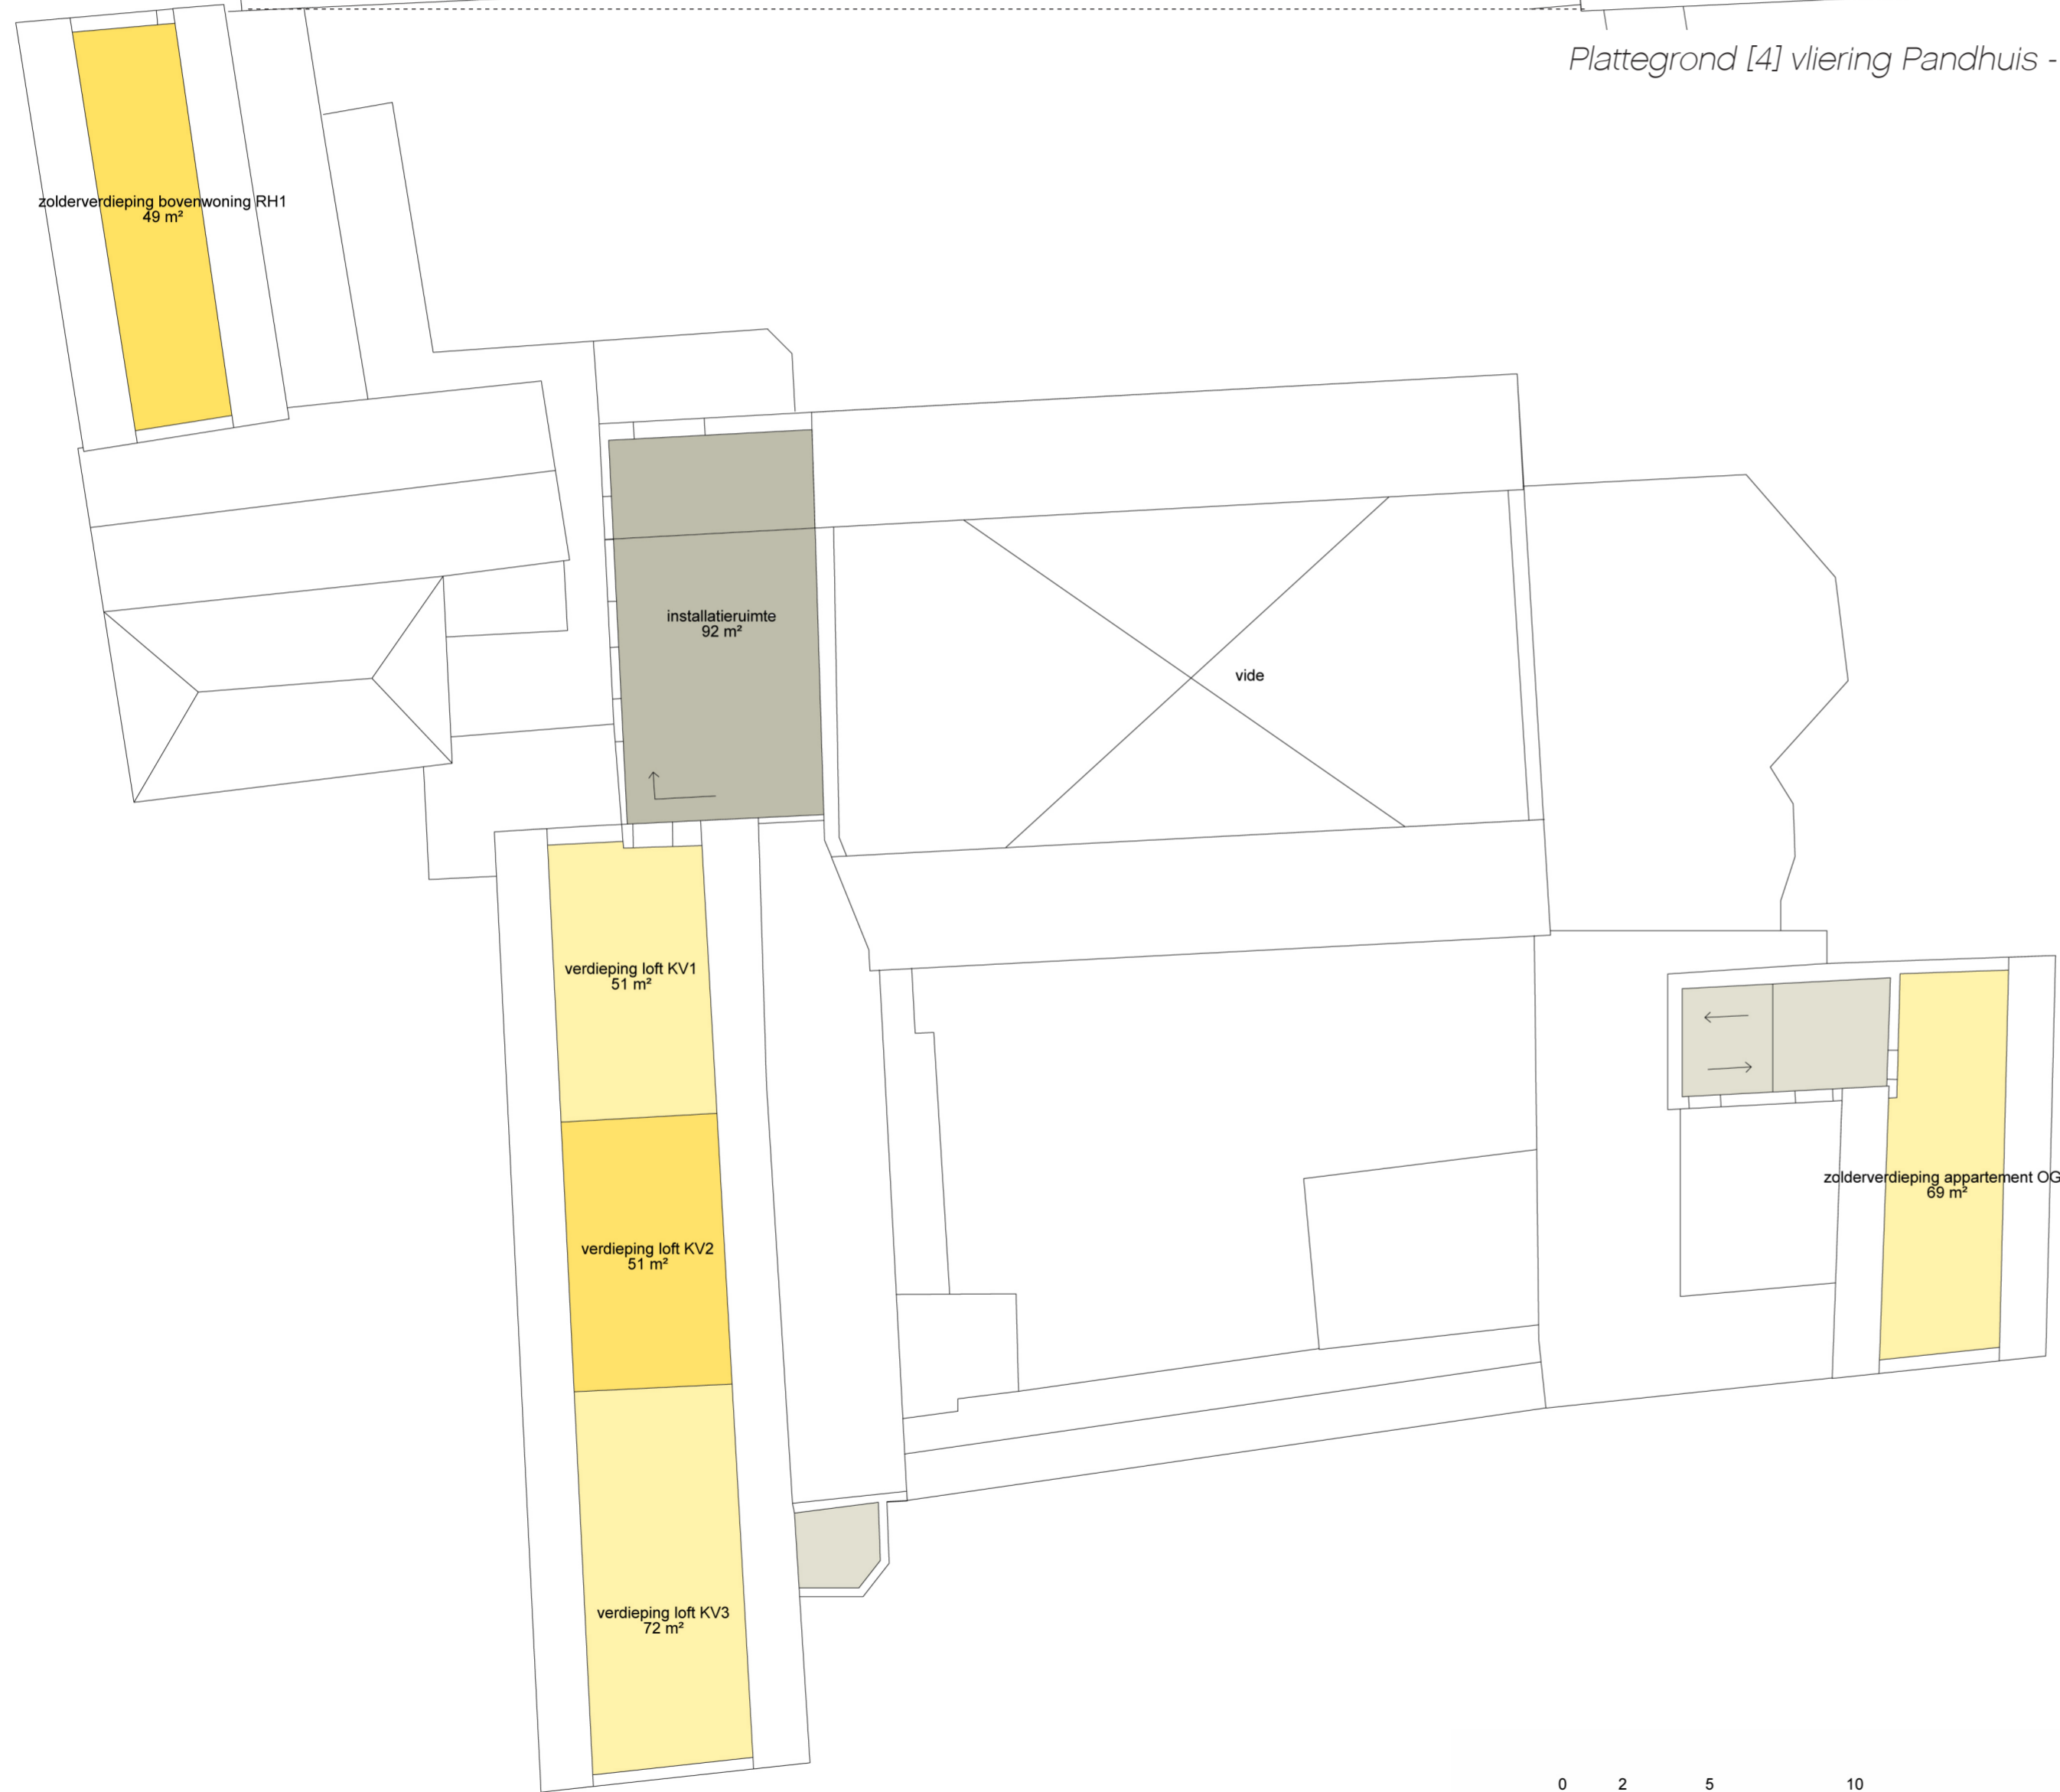 Plattegrond [4] vliering Pandhuis -
zolderverdieping bovenwoning RH1
49 m²
installatieruimte
92 m²
vide
verdieping loft KV1
51 m²
zolderverdieping appartement OG
69 m²
verdieping loft KV2
51 m²
verdieping loft KV3
72 m²
0 2 5 10